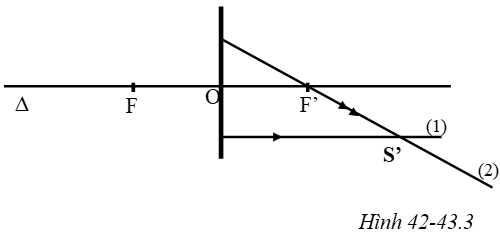 Δ
F
O
F’
(1)
S’
(2)
Hình 42-43.3